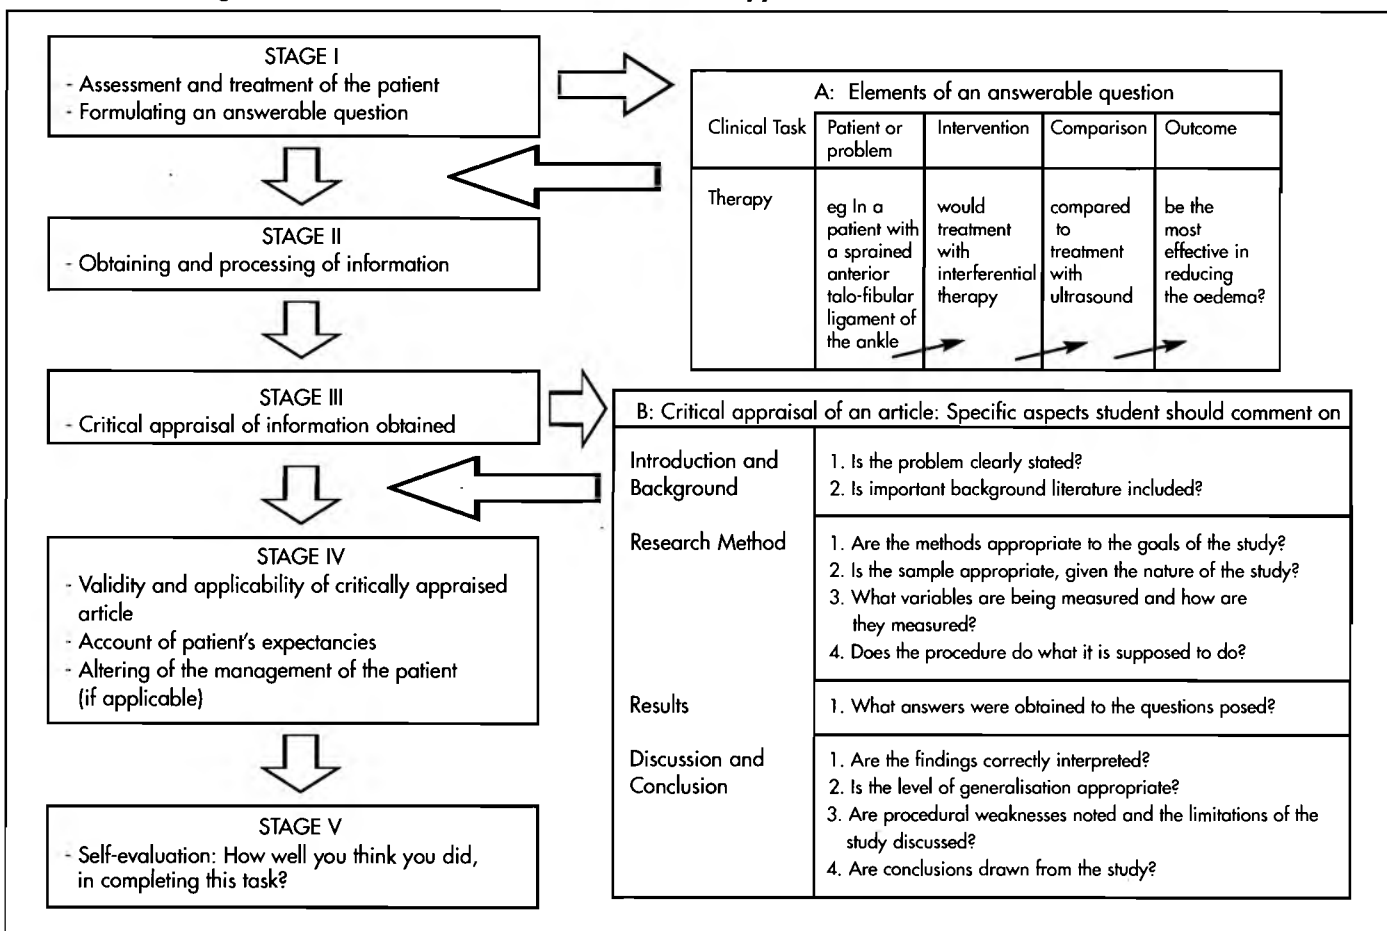 STAGE I
- Assessment and treatment of the patient
- Formulating an answerable question
A: Elements of an answerable question
Clinical Task
Patient or
problem
Intervention
Comparison
Outcome
Therapy
eg In a
patient with
a sprained
anterior
talo-fibular
ligament of
the ankle
would
treatment
with
interferential
therapy
compared
to
treatment
with
ultrasound
be the
most
effective in
reducing
the oedema?
STAGE II
- Obtaining and processing of information
STAGE III
- Critical appraisal of information obtained
B: Critical appraisal of an article: Specific aspects student should comment on
Introduction and
Background
1. Is the problem clearly stated?
2. Is important background literature included?
Research Method
1. Are the methods appropriate to the goals of the study?
2. Is the sample appropriate, given the nature of the study?
3. What variables are being measured and how are
they measured?
4. Does the procedure do what it is supposed to do?
Results
1. What answers were obtained to the questions posed?
Discussion and
Conclusion
1. Are the findings correctly interpreted?
2. Is the level of generalisation appropriate?
3. Are procedural weaknesses noted and the limitations of the
study discussed?
4. Are conclusions drawn from the study?
STAGE IV
- Validity and applicability of critically appraised
article
- Account of patient's expectancies
- Altering of the management of the patient
(if applicable)
STAGE V
- Self-evaluation: How well you think you did,
in completing this task?